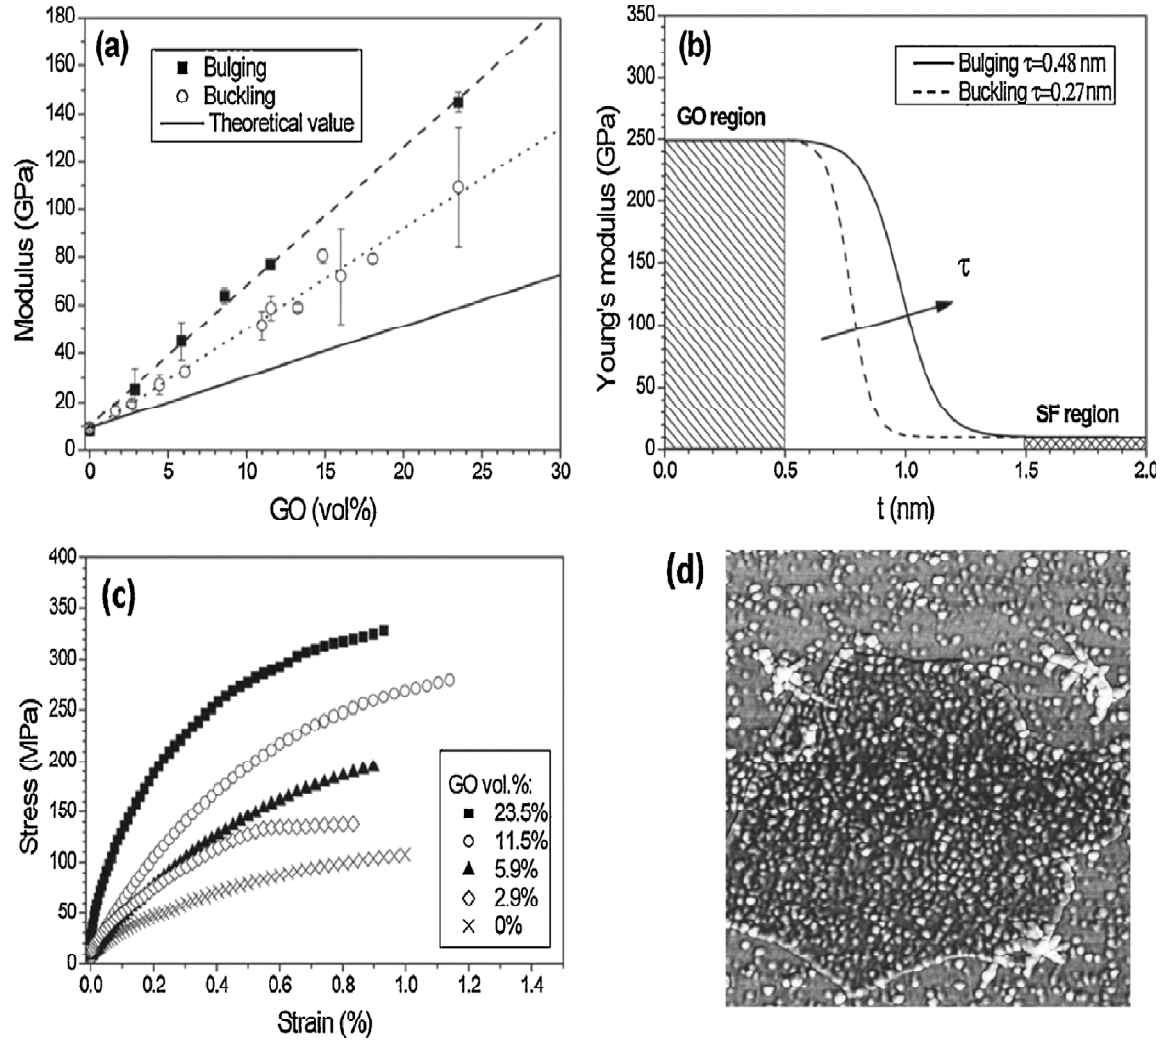 (a)
180
160
140
120
100
80
60
40
20
0
Modulus (GPa)
Bulging
Buckling
Theoretical value
0 5 10 15 20 25 30
GO (vol%)
(b)
350
300
250
200
150
100
50
0
Young's modulus (GPa)
Bulging τ=0.48 nm
Buckling τ=0.27nm
GO region
τ
SF region
0.0 0.5 1.0 1.5 2.0
t (nm)
(c)
400
350
300
250
200
150
100
50
0
Stress (MPa)
GO vol.%:
23.5%
11.5%
5.9%
2.9%
0%
0.0 0.2 0.4 0.6 0.8 1.0 1.2 1.4
Strain (%)
(d)